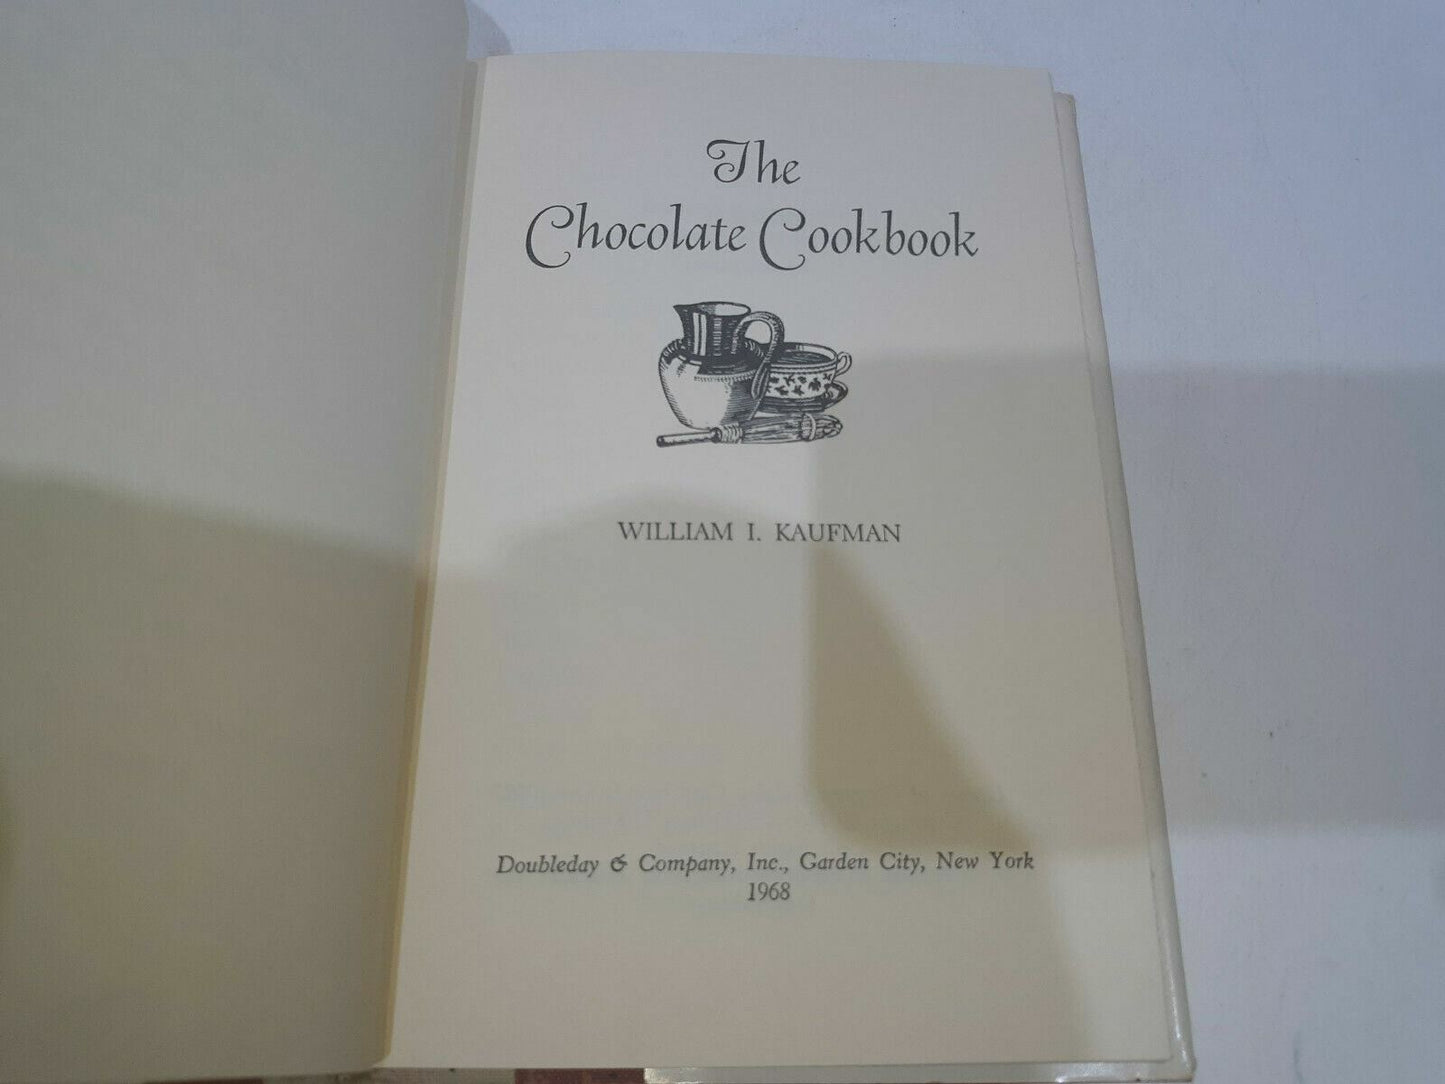 The
Chocolate Cookbook
WILLIAM I. KAUFMAN
Doubleday & Company, Inc., Garden City, New York
1968